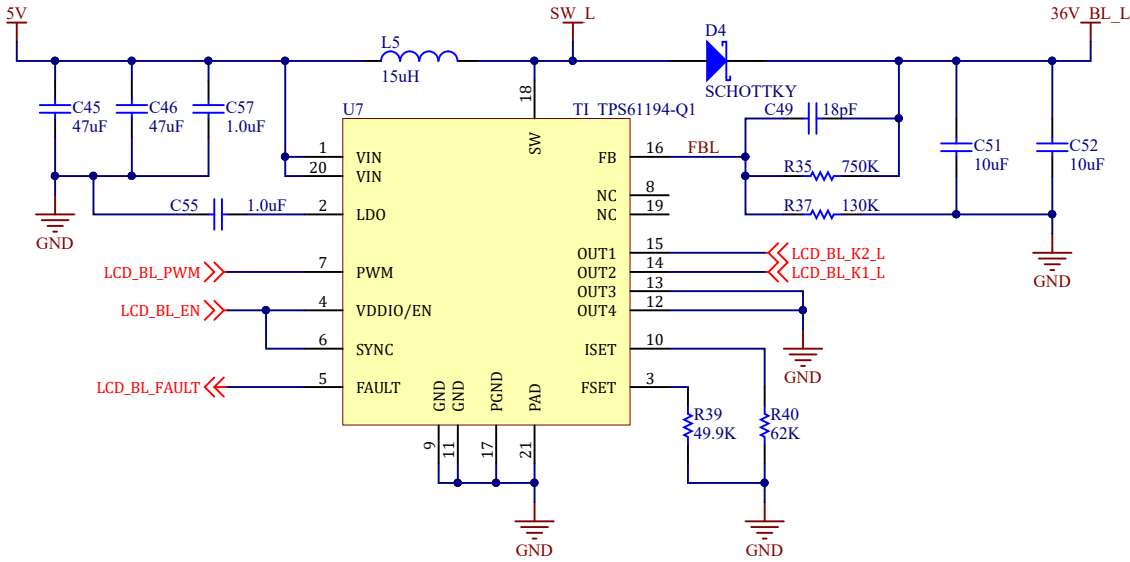 5V
SW_L
36V_BL_L
L5
15uH
D4
SCHOTTKY
C45
47uF
C46
47uF
C57
1.0uF
U7
TI_TPS61194-Q1
18
SW
C49
18pF
C51
10uF
C52
10uF
1
VIN
20
VIN
FB
16
FBL
R35
750K
NC
8
NC
19
R37
130K
C55
1.0uF
2
LDO
GND
GND
OUT1
15
LCD_BL_K2_L
OUT2
14
LCD_BL_K1_L
OUT3
13
OUT4
12
LCD_BL_PWM
7
PWM
LCD_BL_EN
4
VDDIO/EN
6
SYNC
ISET
10
GND
LCD_BL_FAULT
5
FAULT
FSET
3
GND
GND
PGND
PAD
R39
49.9K
R40
62K
9
11
17
21
GND
GND